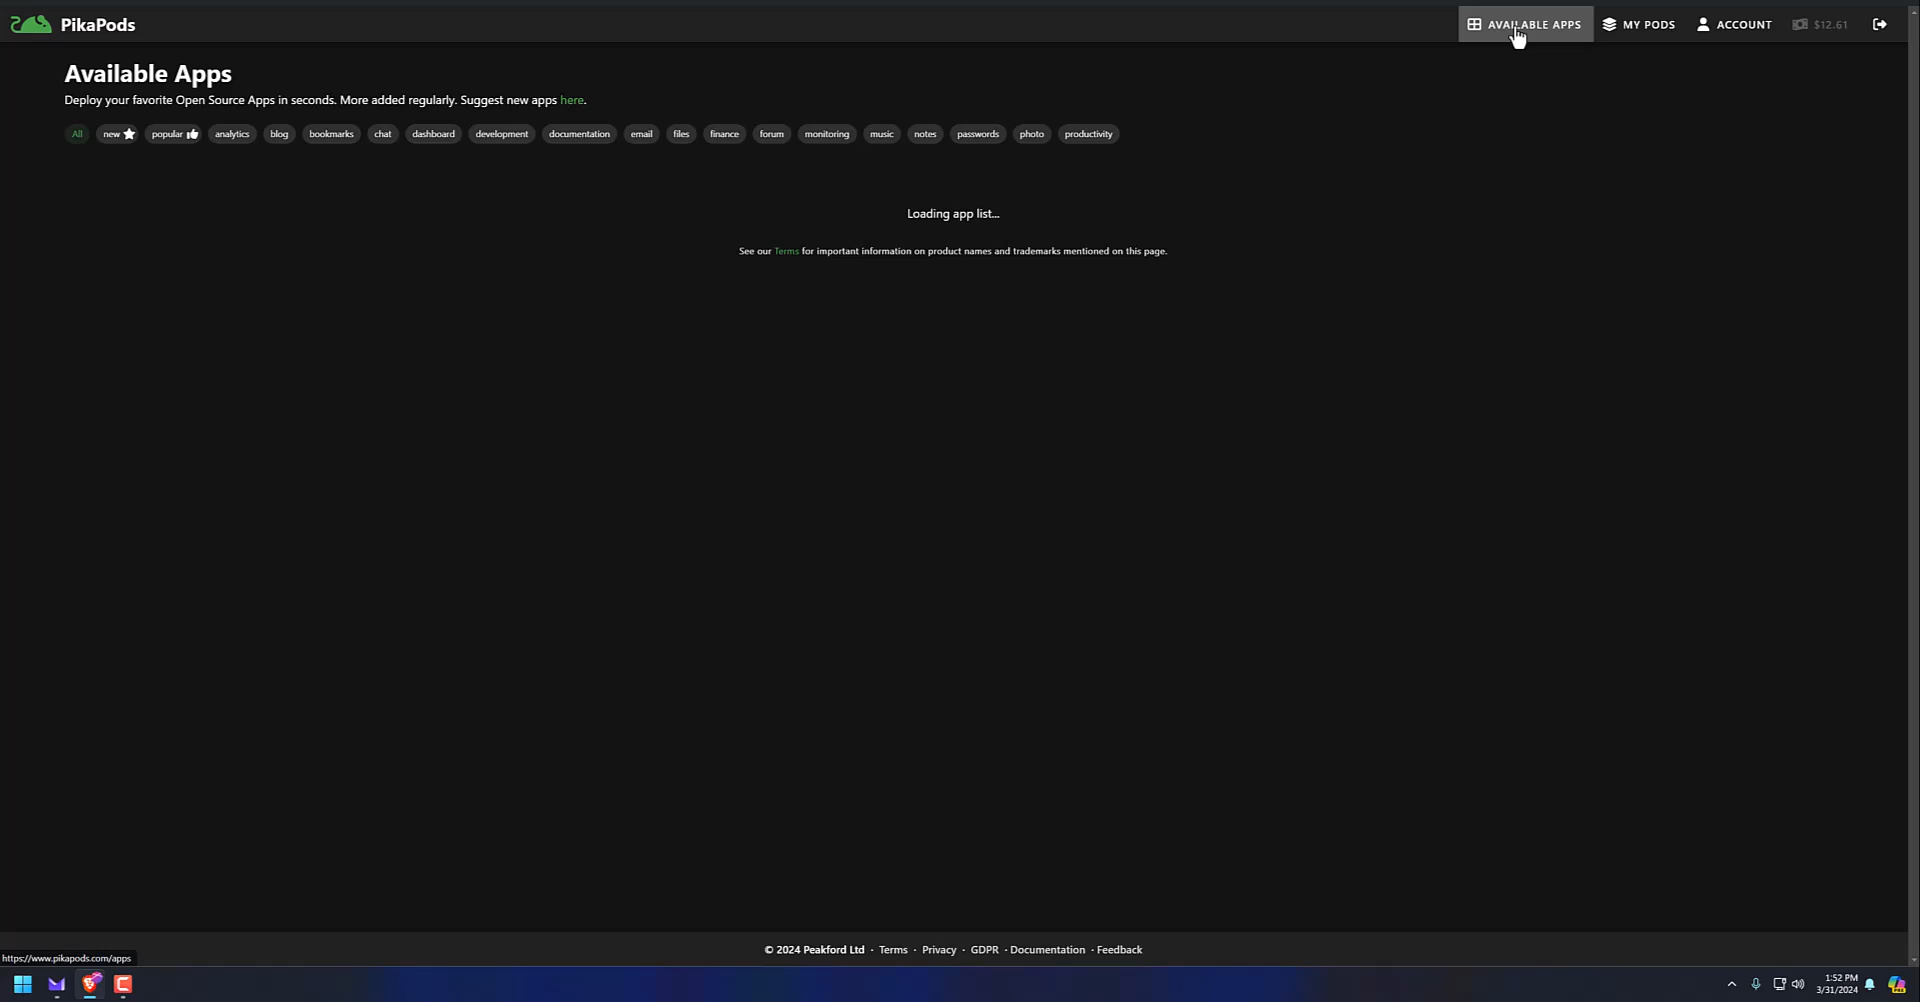 PikaPods
AVAILABLE APPS MY PODS ACCOUNT $12.61
Available Apps
Deploy your favorite Open Source Apps in seconds. More added regularly. Suggest new apps here.
All new popular analytics blog bookmarks chat dashboard development documentation email files finance forum monitoring music notes passwords photo productivity
Loading app list...
See our Terms for important information on product names and trademarks mentioned on this page.
© 2024 Peakford Ltd · Terms · Privacy · GDPR · Documentation · Feedback
https://www.pikapods.com/apps
1:52 PM
3/31/2024